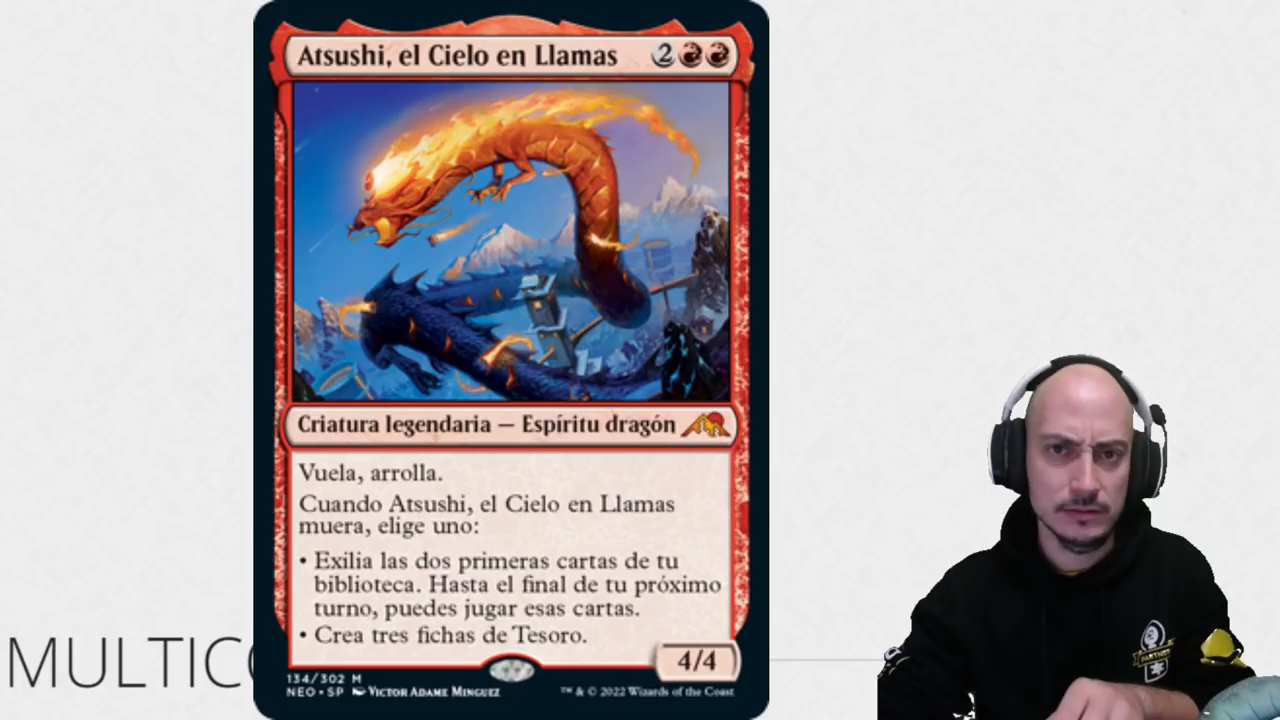 Atsushi, el Cielo en Llamas 2
Criatura legendaria — Espíritu dragón
Vuela, arrolla.
Cuando Atsushi, el Cielo en Llamas
muera, elige uno:
• Exilia las dos primeras cartas de tu
biblioteca. Hasta el final de tu próximo
turno, puedes jugar esas cartas.
• Crea tres fichas de Tesoro.
4/4
134/302 M
NEO • SP Victor Adame Minguez
™ & © 2022 Wizards of the Coast
MULTIC
PARTNER